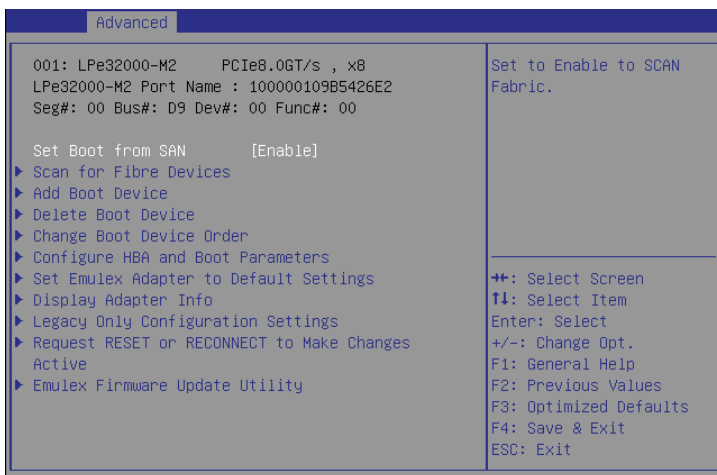 Advanced
001: LPe32000-M2 PCIe8.0GT/s , x8
LPe32000-M2 Port Name : 100000109B5426E2
Seg#: 00 Bus#: D9 Dev#: 00 Func#: 00
Set Boot from SAN [Enable]
Scan for Fibre Devices
Add Boot Device
Delete Boot Device
Change Boot Device Order
Configure HBA and Boot Parameters
Set Emulex Adapter to Default Settings
Display Adapter Info
Legacy Only Configuration Settings
Request RESET or RECONNECT to Make Changes
Active
Emulex Firmware Update Utility
Set to Enable to SCAN
Fabric.
→←: Select Screen
↑↓: Select Item
Enter: Select
+/-: Change Opt.
F1: General Help
F2: Previous Values
F3: Optimized Defaults
F4: Save & Exit
ESC: Exit